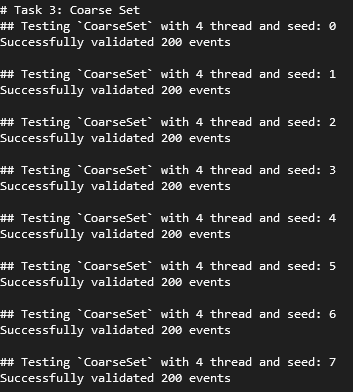 # Task 3: Coarse Set
## Testing `CoarseSet` with 4 thread and seed: 0
Successfully validated 200 events
## Testing `CoarseSet` with 4 thread and seed: 1
Successfully validated 200 events
## Testing `CoarseSet` with 4 thread and seed: 2
Successfully validated 200 events
## Testing `CoarseSet` with 4 thread and seed: 3
Successfully validated 200 events
## Testing `CoarseSet` with 4 thread and seed: 4
Successfully validated 200 events
## Testing `CoarseSet` with 4 thread and seed: 5
Successfully validated 200 events
## Testing `CoarseSet` with 4 thread and seed: 6
Successfully validated 200 events
## Testing `CoarseSet` with 4 thread and seed: 7
Successfully validated 200 events